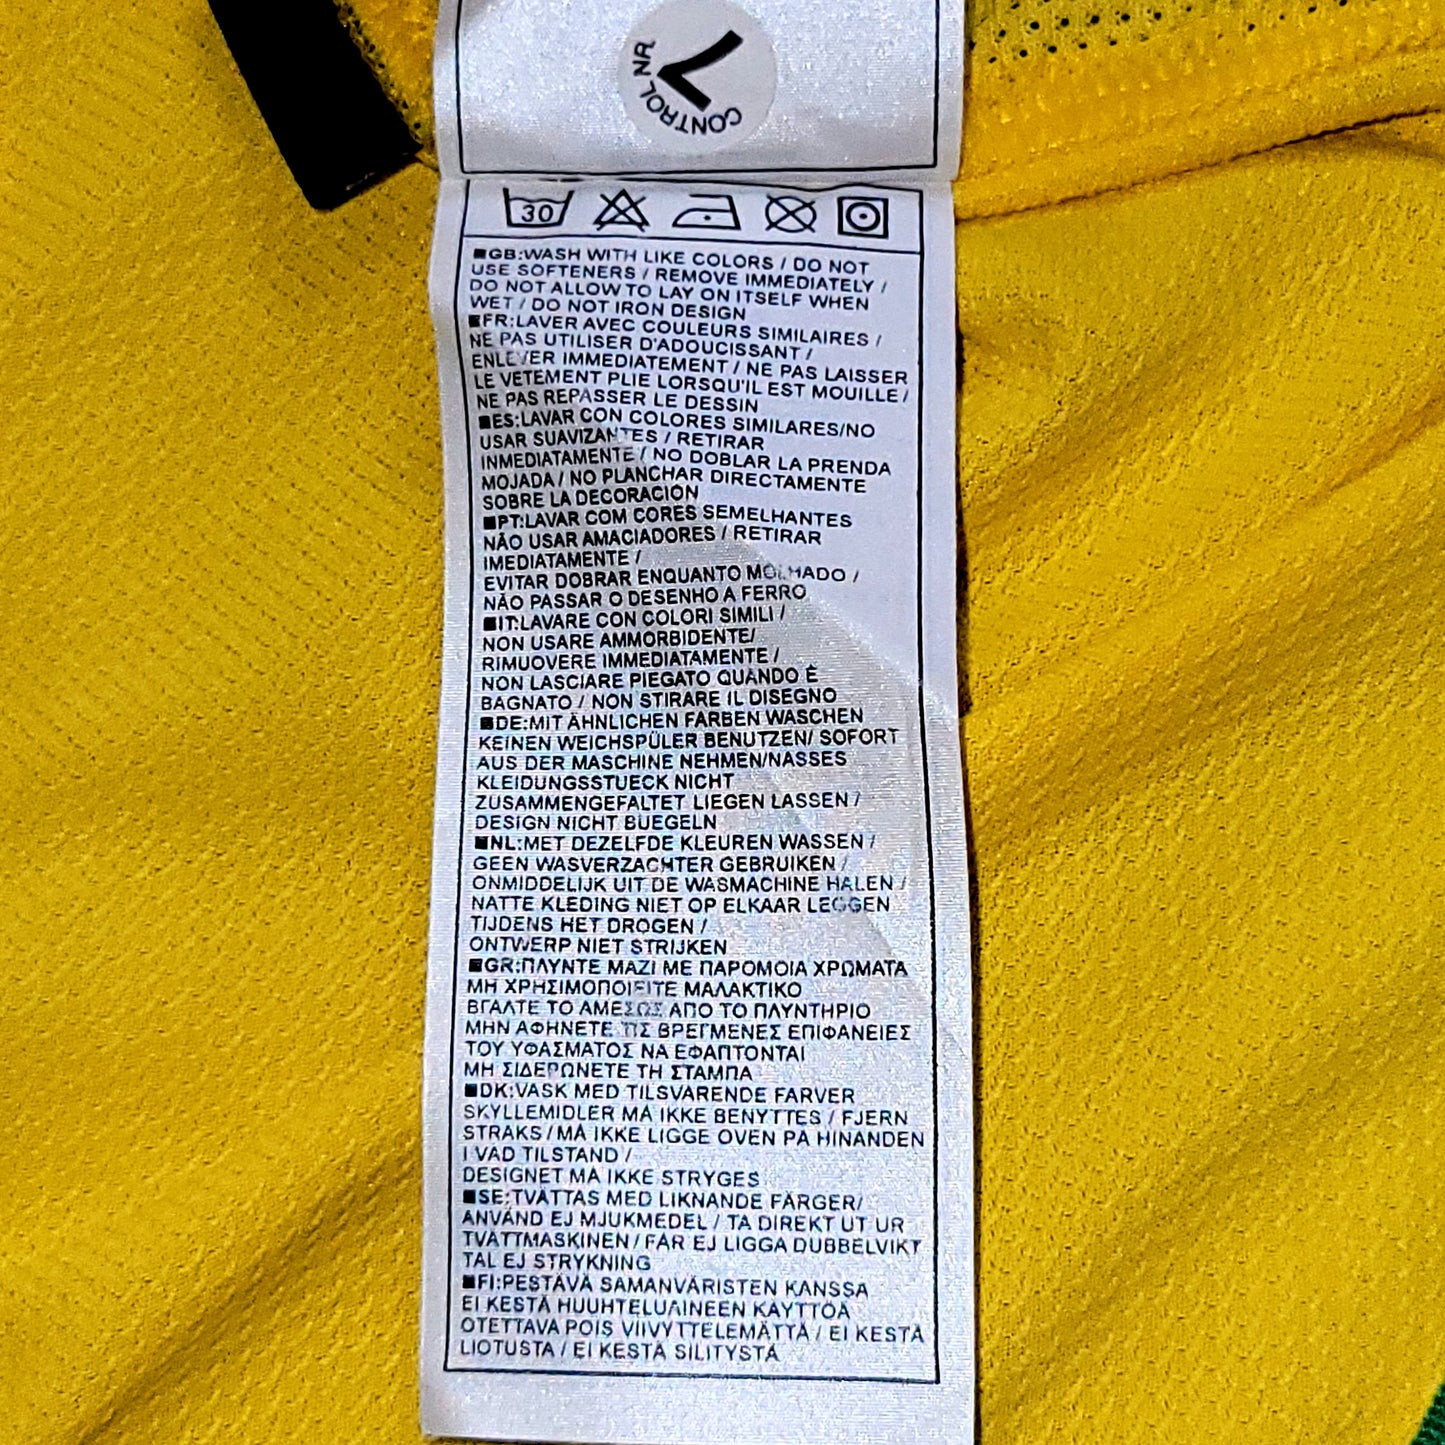 CONTROL NR
30
■GB:WASH WITH LIKE COLORS / DO NOT
USE SOFTENERS / REMOVE IMMEDIATELY /
DO NOT ALLOW TO LAY ON ITSELF WHEN
WET / DO NOT IRON DESIGN
■FR:LAVER AVEC COULEURS SIMILAIRES /
NE PAS UTILISER D'ADOUCISSANT /
ENLEVER IMMEDIATEMENT / NE PAS LAISSER
LE VETEMENT PLIE LORSQU'IL EST MOUILLE /
NE PAS REPASSER LE DESSIN
■ES:LAVAR CON COLORES SIMILARES/NO
USAR SUAVIZANTES / RETIRAR
INMEDIATAMENTE / NO DOBLAR LA PRENDA
MOJADA / NO PLANCHAR DIRECTAMENTE
SOBRE LA DECORACIÓN
■PT:LAVAR COM CORES SEMELHANTES
NÃO USAR AMACIADORES / RETIRAR
IMEDIATAMENTE /
EVITAR DOBRAR ENQUANTO MOLHADO /
NÃO PASSAR O DESENHO A FERRO
■IT:LAVARE CON COLORI SIMILI /
NON USARE AMMORBIDENTE/
RIMUOVERE IMMEDIATAMENTE /
NON LASCIARE PIEGATO QUANDO È
BAGNATO / NON STIRARE IL DISEGNO
■DE:MIT ÄHNLICHEN FARBEN WASCHEN
KEINEN WEICHSPÜLER BENUTZEN/ SOFORT
AUS DER MASCHINE NEHMEN/NASSES
KLEIDUNGSSTUECK NICHT
ZUSAMMENGEFALTET LIEGEN LASSEN /
DESIGN NICHT BUEGELN
■NL:MET DEZELFDE KLEUREN WASSEN /
GEEN WASVERZACHTER GEBRUIKEN /
ONMIDDELIJK UIT DE WASMACHINE HALEN /
NATTE KLEDING NIET OP ELKAAR LEGGEN
TIJDENS HET DROGEN /
ONTWERP NIET STRIJKEN
■GR:ΠΛΥΝΤΕ ΜΑΖΙ ΜΕ ΠΑΡΟΜΟΙΑ ΧΡΩΜΑΤΑ
ΜΗ ΧΡΗΣΙΜΟΠΟΙΕΙΤΕ ΜΑΛΑΚΤΙΚΟ
ΒΓΑΛΤΕ ΤΟ ΑΜΕΣΩΣ ΑΠΟ ΤΟ ΠΛΥΝΤΗΡΙΟ
ΜΗΝ ΑΦΗΝΕΤΕ ΤΙΣ ΒΡΕΓΜΕΝΕΣ ΕΠΙΦΑΝΕΙΕΣ
ΤΟΥ ΥΦΑΣΜΑΤΟΣ ΝΑ ΕΦΑΠΤΟΝΤΑΙ
ΜΗ ΣΙΔΕΡΩΝΕΤΕ ΤΗ ΣΤΑΜΠΑ
■DK:VASK MED TILSVARENDE FARVER
SKYLLEMIDLER MÅ IKKE BENYTTES / FJERN
STRAKS / MÅ IKKE LIGGE OVEN PÅ HINANDEN
I VÅD TILSTAND /
DESIGNET MÅ IKKE STRYGES
■SE:TVÄTTAS MED LIKNANDE FÄRGER/
ANVÄND EJ MJUKMEDEL / TA DIREKT UT UR
TVÄTTMASKINEN / FÅR EJ LIGGA DUBBELVIKT
TÅL EJ STRYKNING
■FI:PESTÄVÄ SAMANVÄRISTEN KANSSA
EI KESTÄ HUUHTELUAINEEN KÄYTTÖÄ
OTETTAVA POIS VIIVYTTELEMÄTTÄ / EI KESTÄ
LIOTUSTA / EI KESTÄ SILITYSTÄ